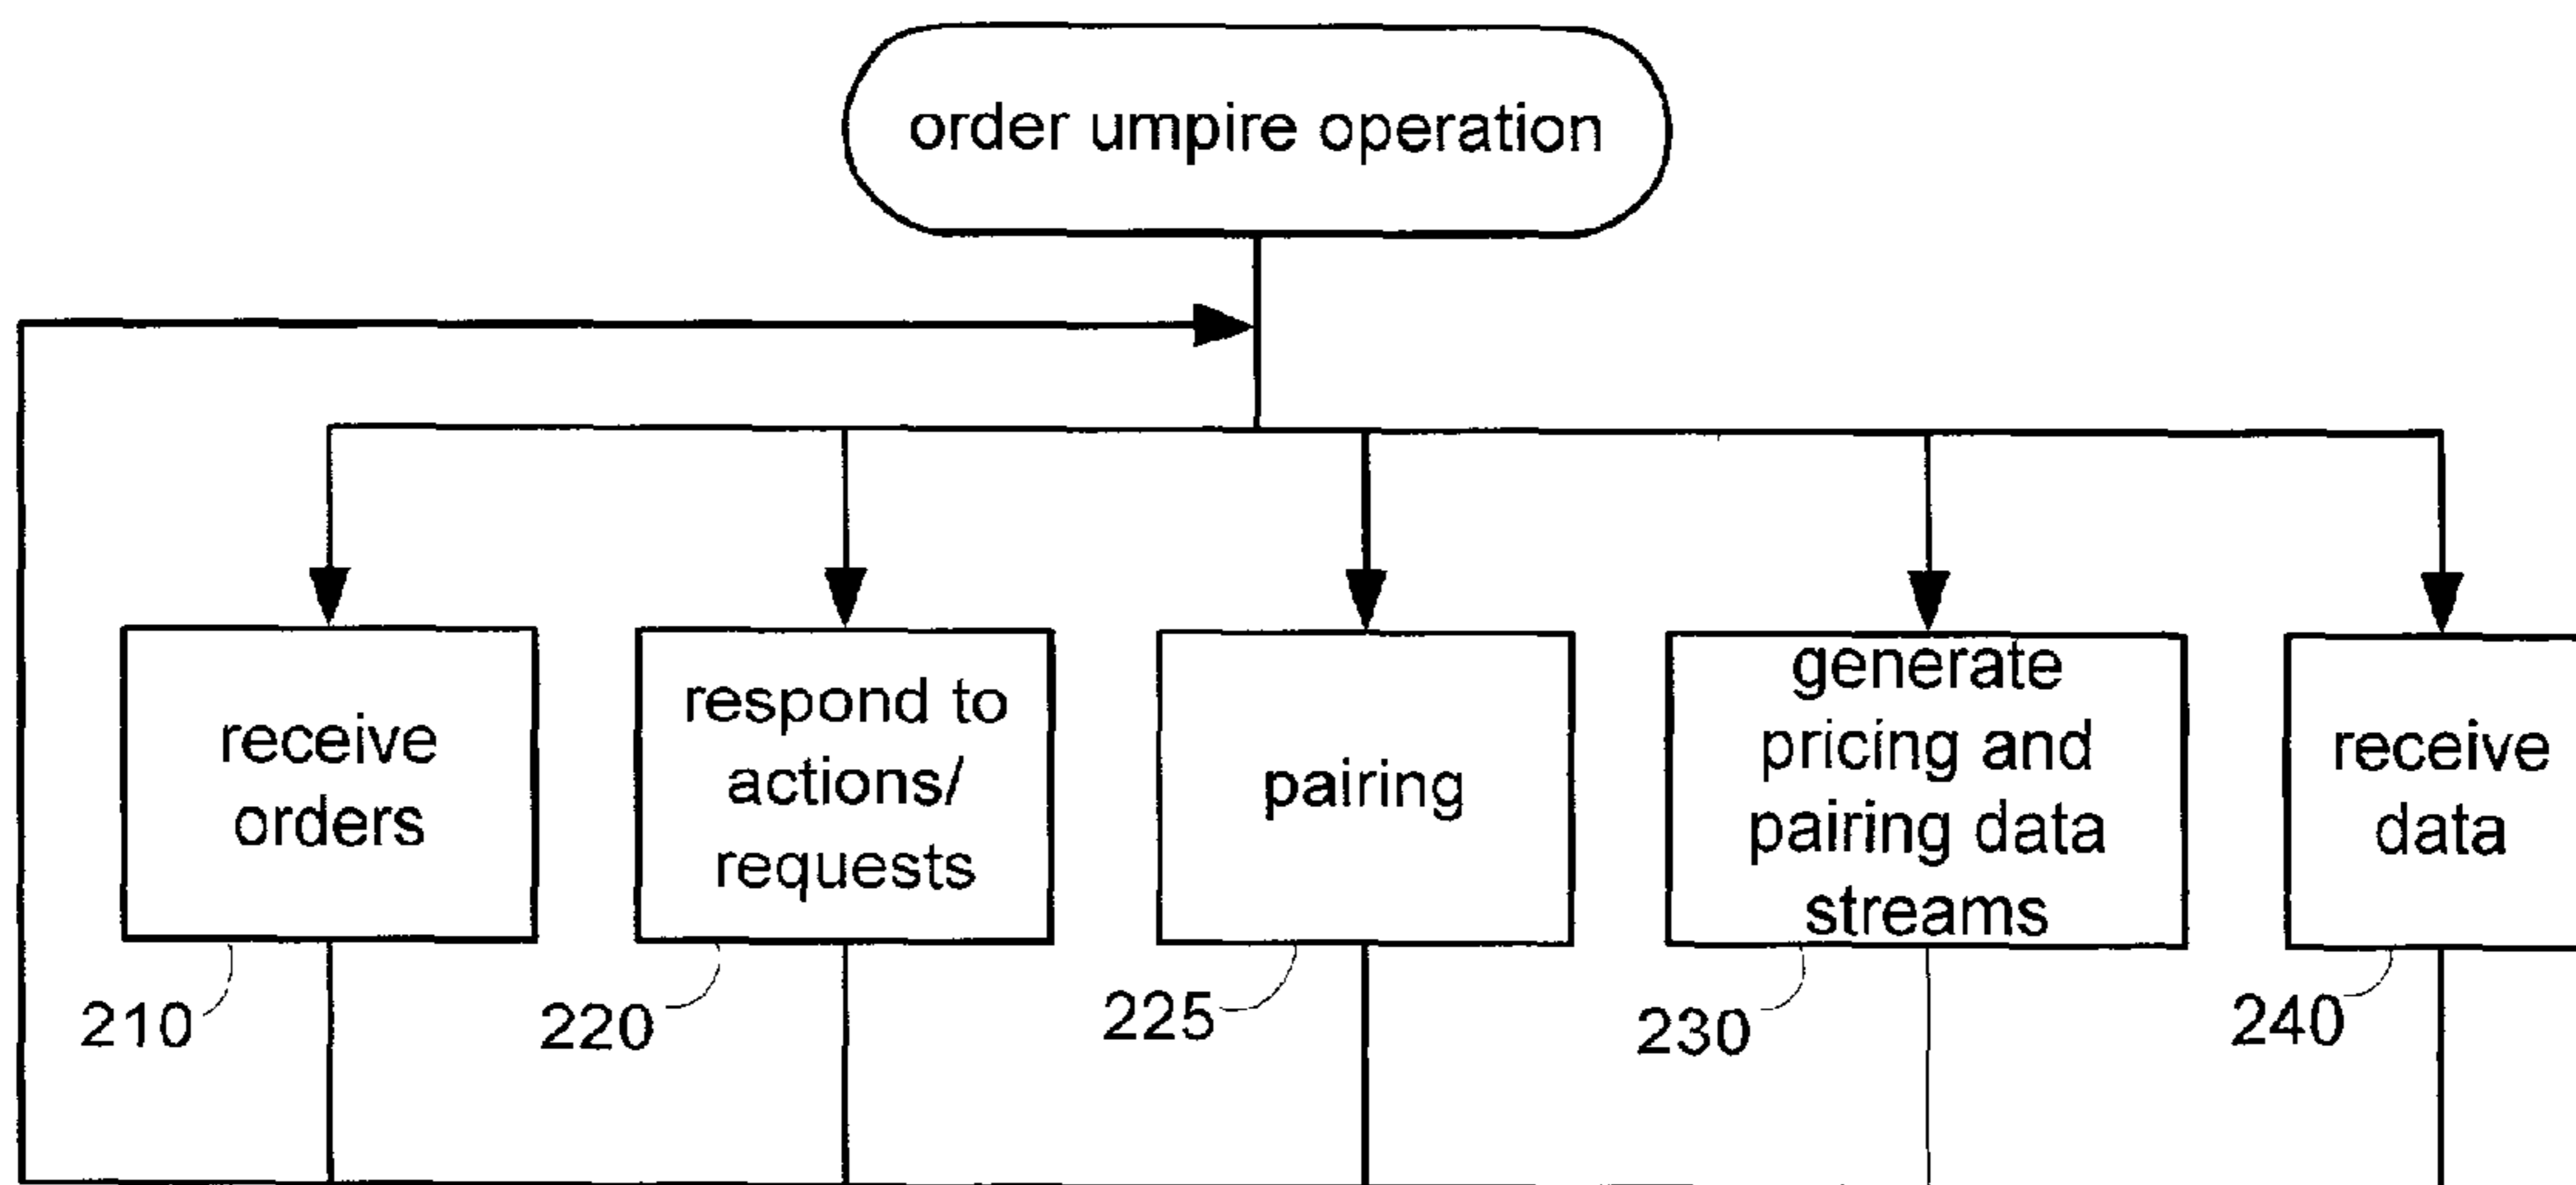 order umpire operation
receive
orders
respond to
actions/
requests
pairing
generate
pricing and
pairing data
streams
receive
data
210
220
225
230
240